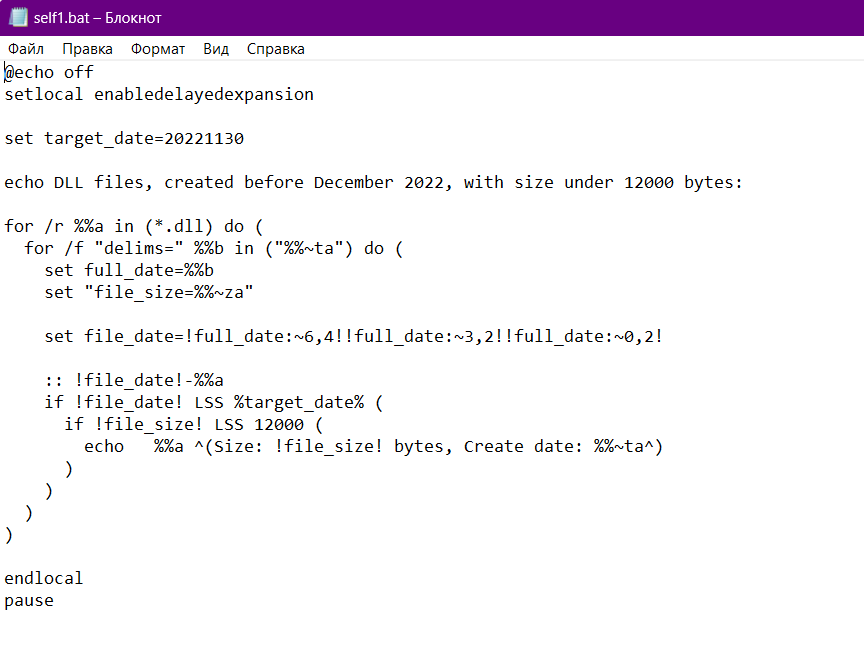 self1.bat – Блокнот
Файл Правка Формат Вид Справка
@echo off
setlocal enabledelayedexpansion
set target_date=20221130
echo DLL files, created before December 2022, with size under 12000 bytes:
for /r %%a in (*.dll) do (
  for /f "delims=" %%b in ("%%~ta") do (
    set full_date=%%b
    set "file_size=%%~za"
    set file_date=!full_date:~6,4!!full_date:~3,2!!full_date:~0,2!
    :: !file_date!-%%a
    if !file_date! LSS %target_date% (
      if !file_size! LSS 12000 (
        echo   %%a ^(Size: !file_size! bytes, Create date: %%~ta^)
      )
    )
  )
)
endlocal
pause